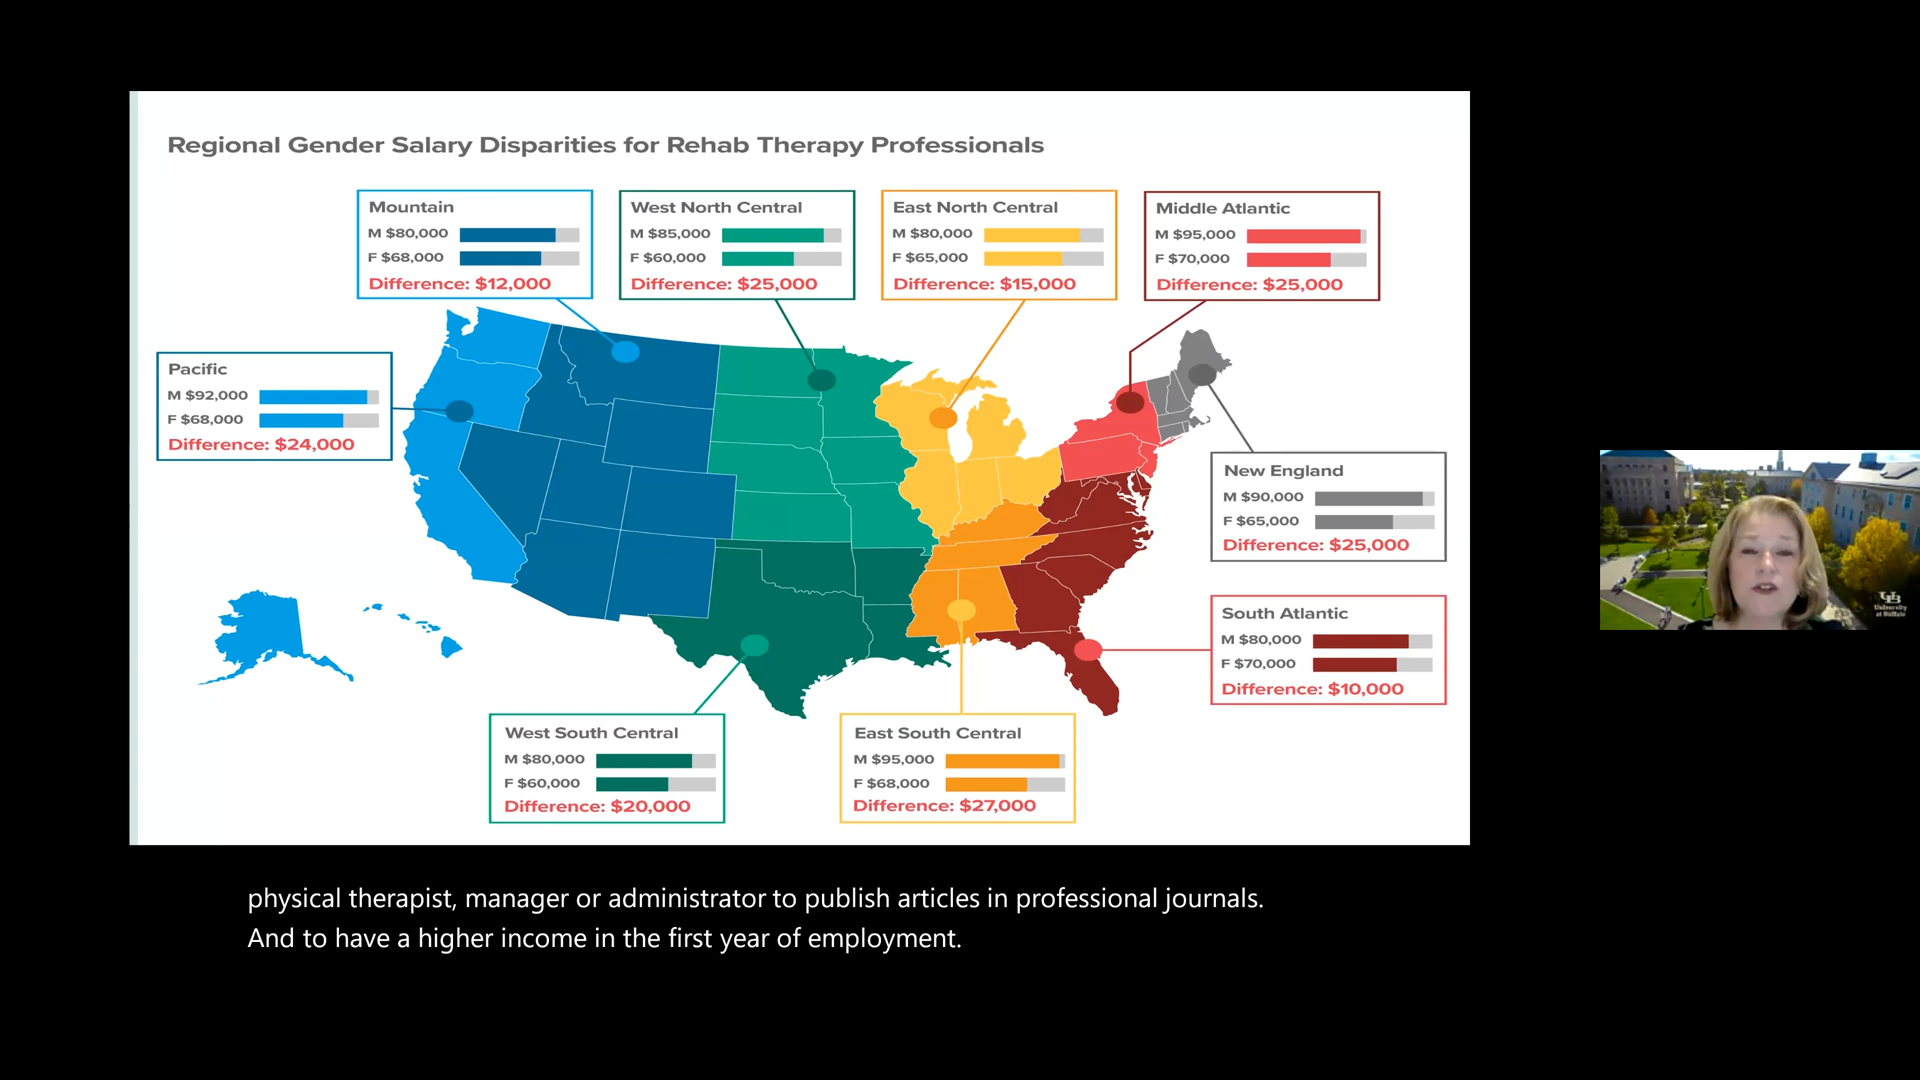 Regional Gender Salary Disparities for Rehab Therapy Professionals
Mountain
M $80,000
F $68,000
Difference: $12,000
West North Central
M $85,000
F $60,000
Difference: $25,000
East North Central
M $80,000
F $65,000
Difference: $15,000
Middle Atlantic
M $95,000
F $70,000
Difference: $25,000
Pacific
M $92,000
F $68,000
Difference: $24,000
New England
M $90,000
F $65,000
Difference: $25,000
South Atlantic
M $80,000
F $70,000
Difference: $10,000
West South Central
M $80,000
F $60,000
Difference: $20,000
East South Central
M $95,000
F $68,000
Difference: $27,000
UB
University
at Buffalo
physical therapist, manager or administrator to publish articles in professional journals.
And to have a higher income in the first year of employment.